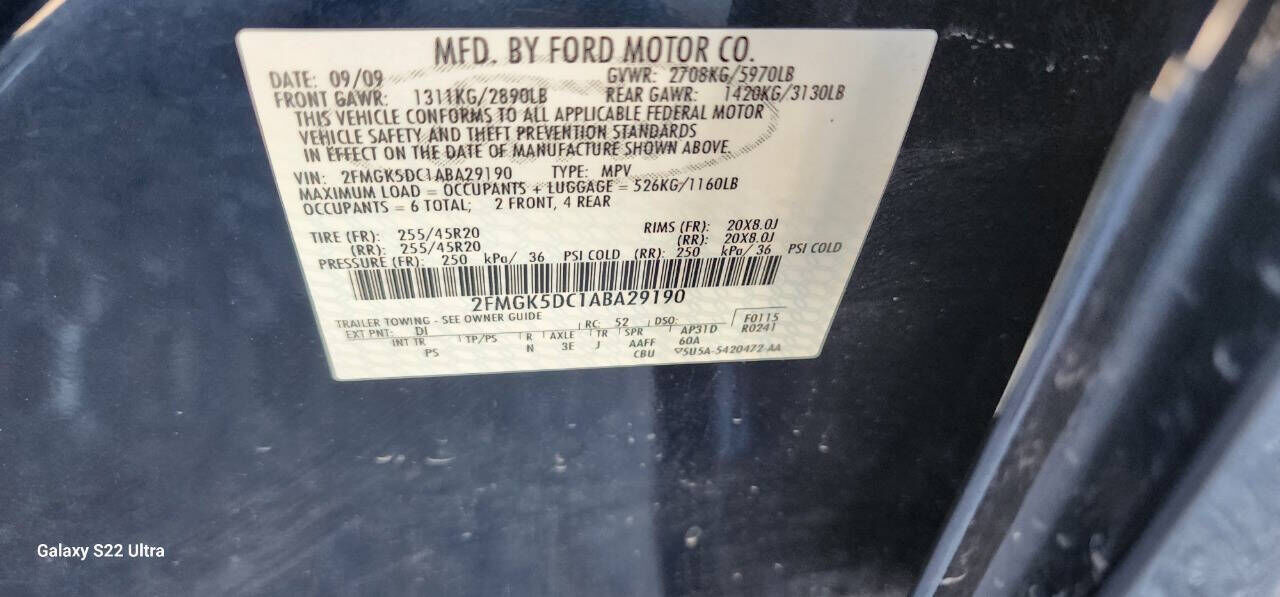 MFD. BY FORD MOTOR CO.
DATE: 09/09 GVWR: 2708KG/5970LB
FRONT GAWR: 1311KG/2890LB REAR GAWR: 1420KG/3130LB
THIS VEHICLE CONFORMS TO ALL APPLICABLE FEDERAL MOTOR
VEHICLE SAFETY AND THEFT PREVENTION STANDARDS
IN EFFECT ON THE DATE OF MANUFACTURE SHOWN ABOVE.
VIN: 2FMGK5DC1ABA29190 TYPE: MPV
MAXIMUM LOAD = OCCUPANTS + LUGGAGE = 526KG/1160LB
OCCUPANTS = 6 TOTAL; 2 FRONT, 4 REAR
TIRE (FR): 255/45R20 RIMS (FR): 20X8.0J
(RR): 255/45R20 (RR): 20X8.0J
PRESSURE (FR): 250 kPa/ 36 PSI COLD (RR): 250 kPa/ 36 PSI COLD
2FMGK5DC1ABA29190
TRAILER TOWING - SEE OWNER GUIDE
EXT PNT: DI RC: 52 DSO: F0115
INT TR TP/PS R AXLE TR SPR AP31D R0241
PS N 3E J AAFF 60A
CBU 5U5A-5420472-AA
Galaxy S22 Ultra